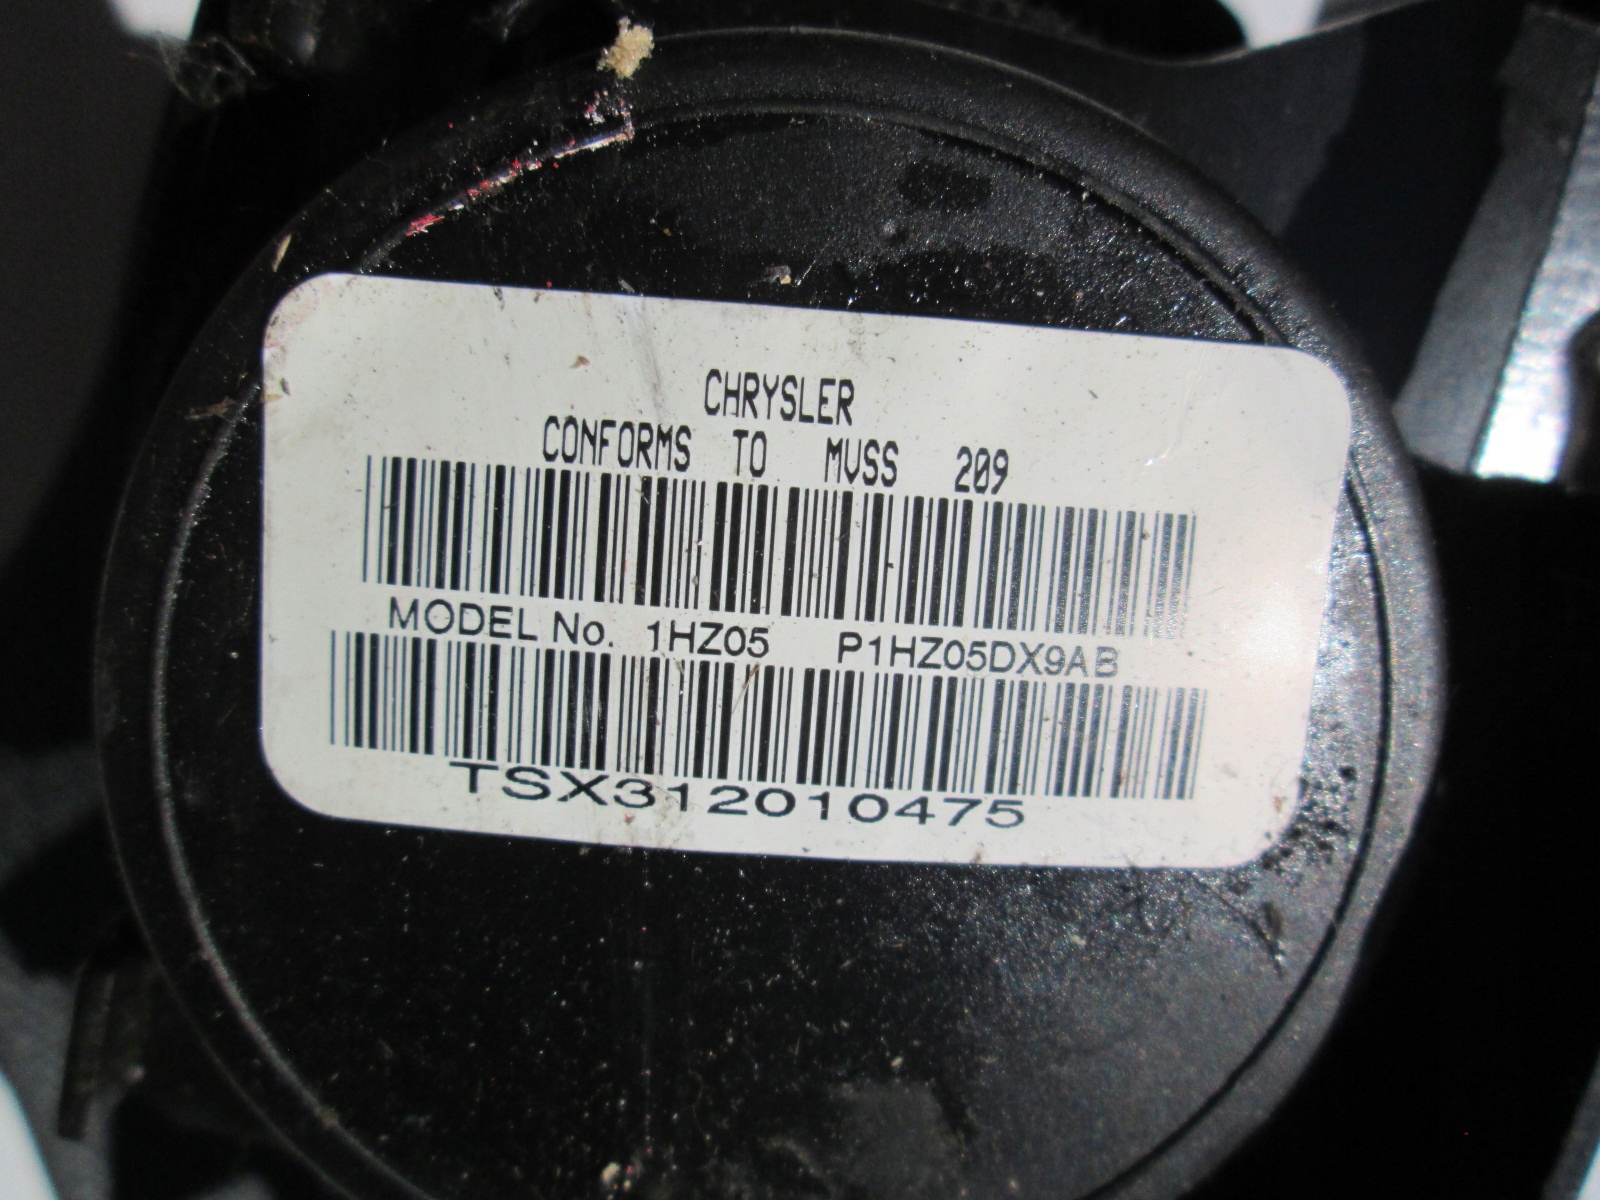 CHRYSLER
CONFORMS TO MVSS 209
MODEL No. 1HZ05 P1HZ05DX9AB
TSX312010475